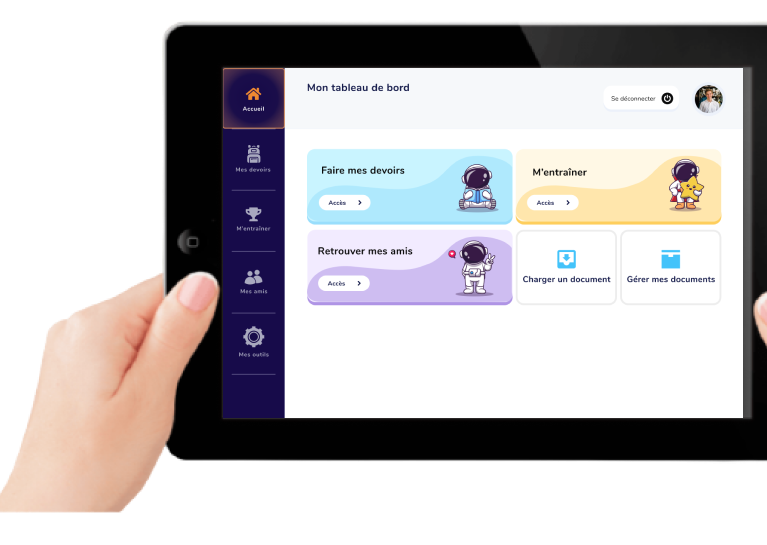 Accueil
Mes devoirs
M'entraîner
Mes amis
Mes outils
Mon tableau de bord
Se déconnecter
Faire mes devoirs
Accès
M'entraîner
Accès
Retrouver mes amis
Accès
Charger un document
Gérer mes documents